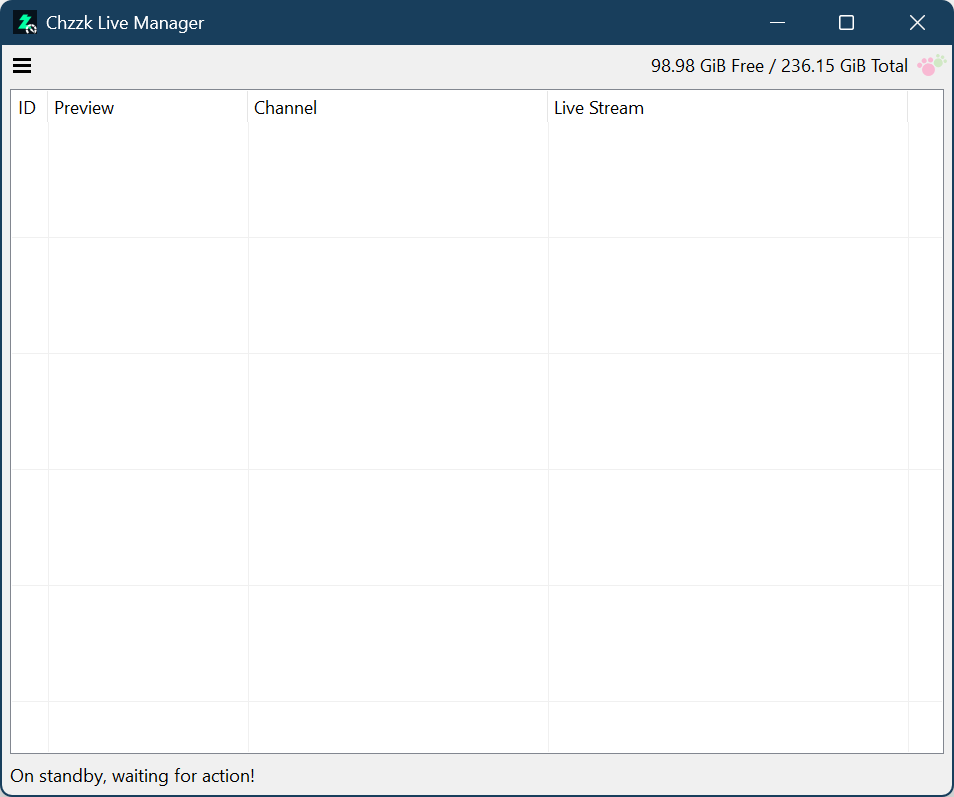 Chzzk Live Manager
98.98 GiB Free / 236.15 GiB Total
ID Preview Channel Live Stream
On standby, waiting for action!